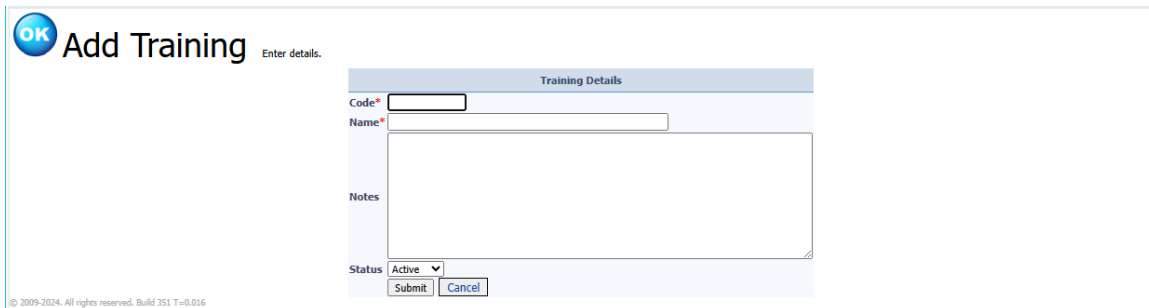 OK Add Training Enter details.
Training Details
Code*
Name*
Notes
Status Active
Submit Cancel
© 2009-2024. All rights reserved. Build 351 T=0.016